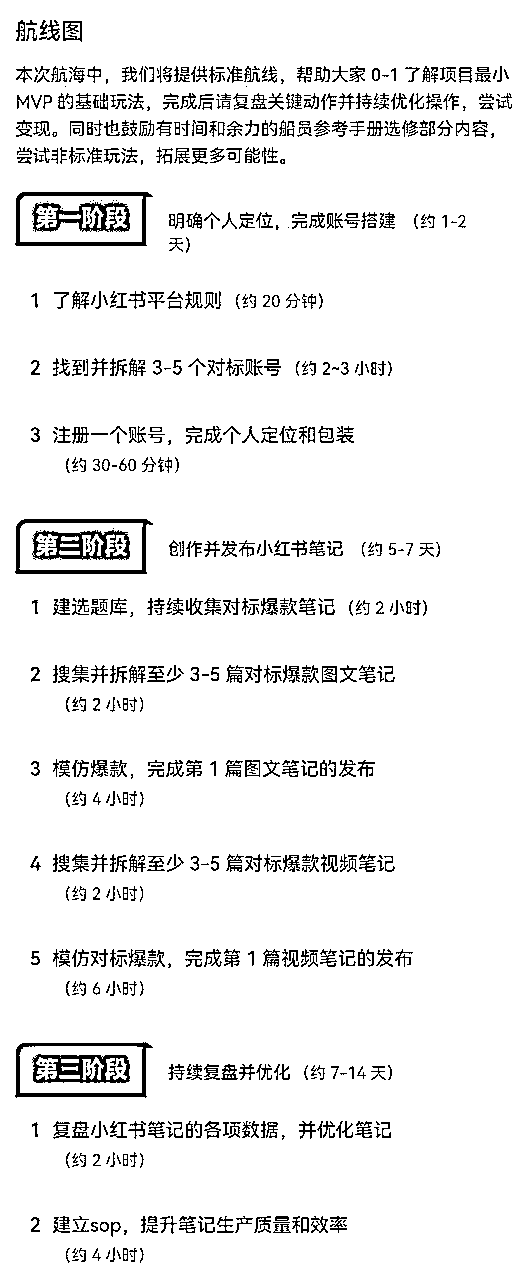 航线图
本次航海中，我们将提供标准航线，帮助大家 0-1 了解项目最小
MVP 的基础玩法，完成后请复盘关键动作并持续优化操作，尝试
变现。同时也鼓励有时间和余力的船员参考手册选修部分内容，
尝试非标准玩法，拓展更多可能性。
第一阶段 明确个人定位，完成账号搭建 （约 1-2
天）
1 了解小红书平台规则（约 20 分钟）
2 找到并拆解 3-5 个对标账号（约 2~3 小时）
3 注册一个账号，完成个人定位和包装
（约 30-60 分钟）
第二阶段 创作并发布小红书笔记 （约 5-7 天）
1 建选题库，持续收集对标爆款笔记（约 2 小时）
2 搜集并拆解至少 3-5 篇对标爆款图文笔记
（约 2 小时）
3 模仿爆款，完成第 1 篇图文笔记的发布
（约 4 小时）
4 搜集并拆解至少 3-5 篇对标爆款视频笔记
（约 2 小时）
5 模仿对标爆款，完成第 1 篇视频笔记的发布
（约 6 小时）
第三阶段 持续复盘并优化（约 7-14 天）
1 复盘小红书笔记的各项数据，并优化笔记
（约 2 小时）
2 建立sop，提升笔记生产质量和效率
（约 4 小时）